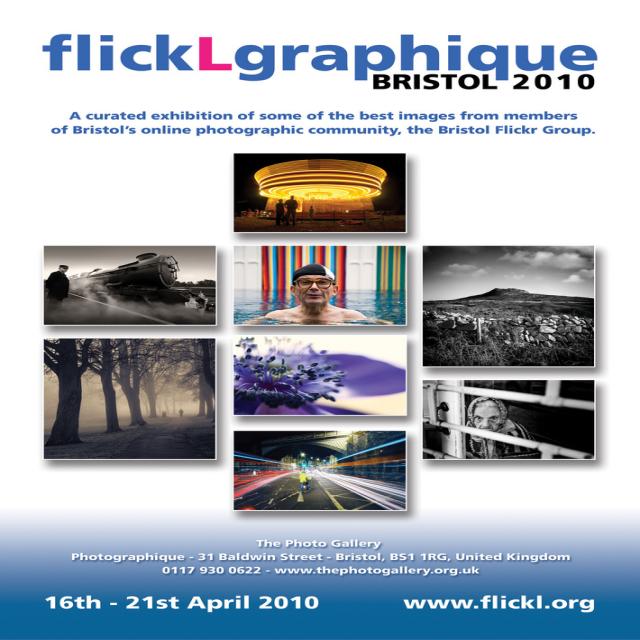 flickLgraphique
BRISTOL 2010
A curated exhibition of some of the best images from members
of Bristol's online photographic community, the Bristol Flickr Group.
The Photo Gallery
Photographique - 31 Baldwin Street - Bristol, BS1 1RG, United Kingdom
0117 930 0622 - www.thephotogallery.org.uk
16th - 21st April 2010 www.flickl.org